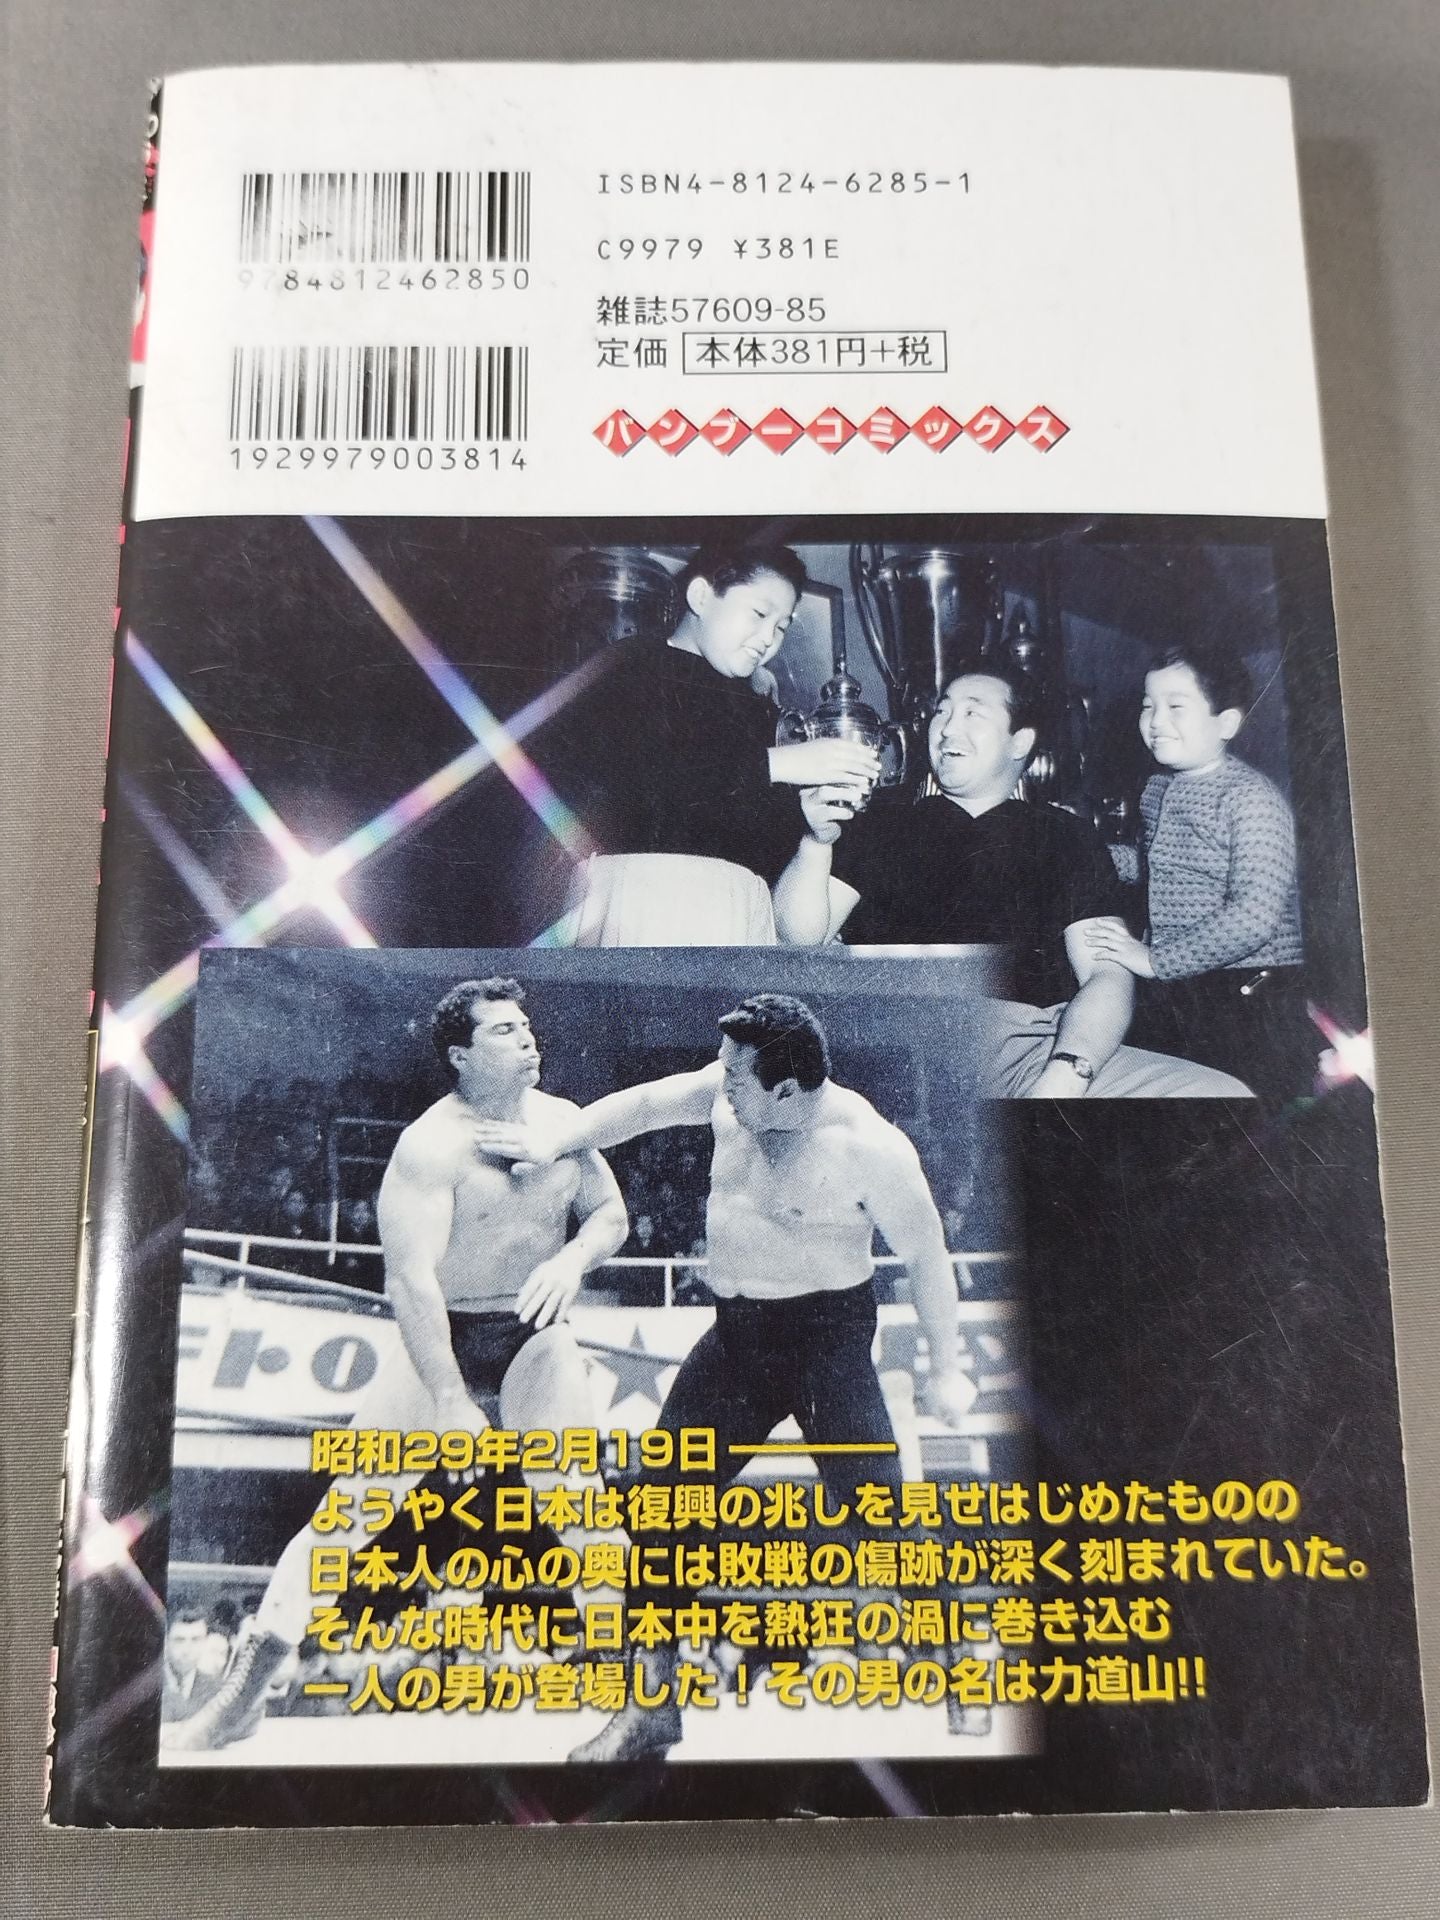 ISBN4-8124-6285-1
C9979 ¥381E
雑誌57609-85
定価 本体381円+税
バンブーコミックス
9784812462850
1929979003814
昭和29年2月19日――――
ようやく日本は復興の兆しを見せはじめたものの
日本人の心の奥には敗戦の傷跡が深く刻まれていた。
そんな時代に日本中を熱狂の渦に巻き込む
一人の男が登場した!その男の名は力道山!!